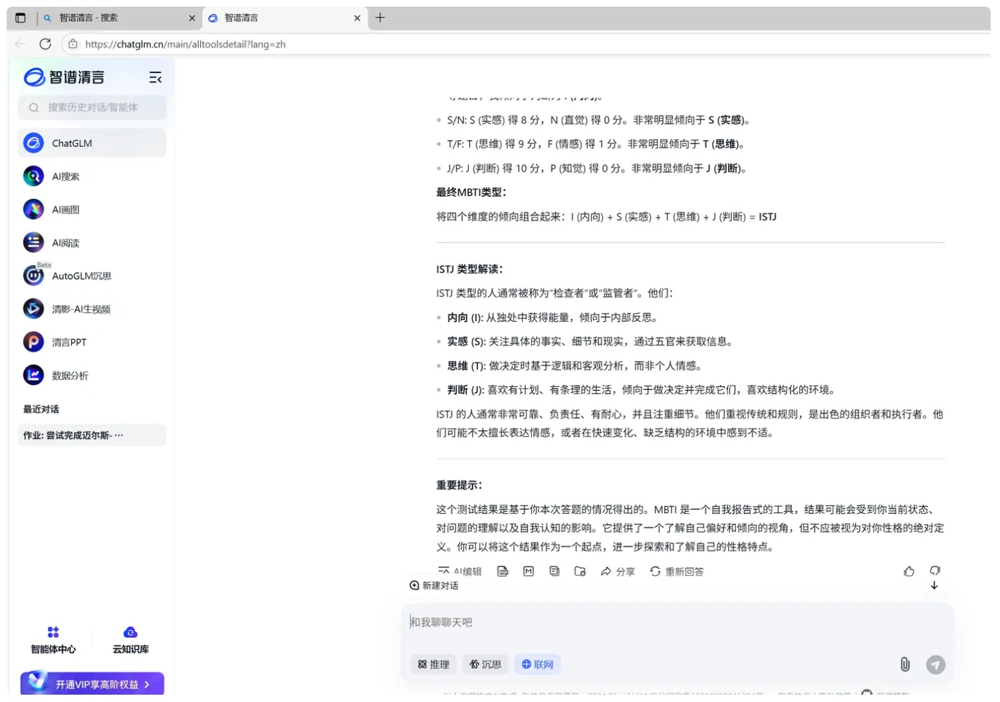 智谱清言 - 搜索
智谱清言
https://chatglm.cn/main/alltoolsdetail?lang=zh
智谱清言
搜索历史对话/智能体
ChatGLM
AI搜索
AI画图
AI阅读
Beta
AutoGLM沉思
清影-AI生视频
清言PPT
数据分析
最近对话
作业: 尝试完成迈尔斯- ···
智能体中心
云知识库
开通VIP享高阶权益
S/N: S (实感) 得 8 分，N (直觉) 得 0 分。非常明显倾向于 S (实感)。
T/F: T (思维) 得 9 分，F (情感) 得 1 分。非常明显倾向于 T (思维)。
J/P: J (判断) 得 10 分，P (知觉) 得 0 分。非常明显倾向于 J (判断)。
最终MBTI类型：
将四个维度的倾向组合起来：I (内向) + S (实感) + T (思维) + J (判断) = ISTJ
ISTJ 类型解读：
ISTJ 类型的人通常被称为“检查者”或“监管者”。他们：
内向 (I): 从独处中获得能量，倾向于内部反思。
实感 (S): 关注具体的事实、细节和现实，通过五官来获取信息。
思维 (T): 做决定时基于逻辑和客观分析，而非个人情感。
判断 (J): 喜欢有计划、有条理的生活，倾向于做决定并完成它们，喜欢结构化的环境。
ISTJ 的人通常非常可靠、负责任、有耐心，并且注重细节。他们重视传统和规则，是出色的组织者和执行者。他
们可能不太擅长表达情感，或者在快速变化、缺乏结构的环境中感到不适。
重要提示：
这个测试结果是基于你本次答题的情况得出的。MBTI 是一个自我报告式的工具，结果可能会受到你当前状态、
对问题的理解以及自我认知的影响。它提供了一个了解自己偏好和倾向的视角，但不应被视为对你性格的绝对定
义。你可以将这个结果作为一个起点，进一步探索和了解自己的性格特点。
AI编辑
分享
重新回答
新建对话
和我聊聊天吧
推理
沉思
联网